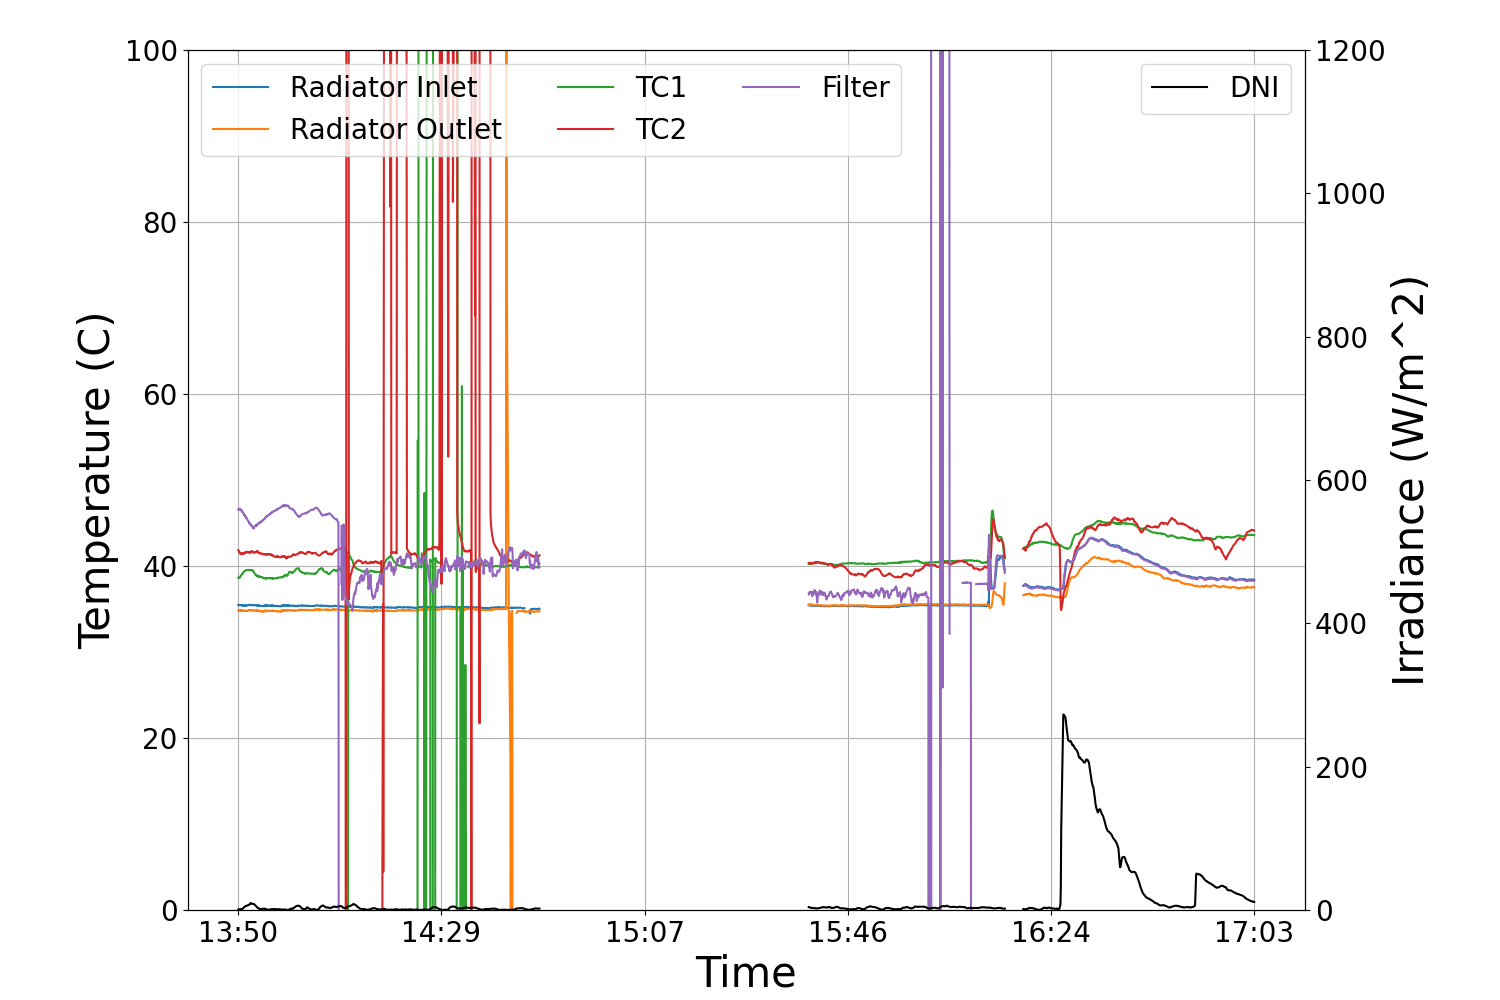 100
80
60
40
20
0
Temperature (C)
Radiator Inlet
Radiator Outlet
TC1
TC2
Filter
DNI
1200
1000
800
600
400
200
0
Irradiance (W/m^2)
13:50 14:29 15:07 15:46 16:24 17:03
Time